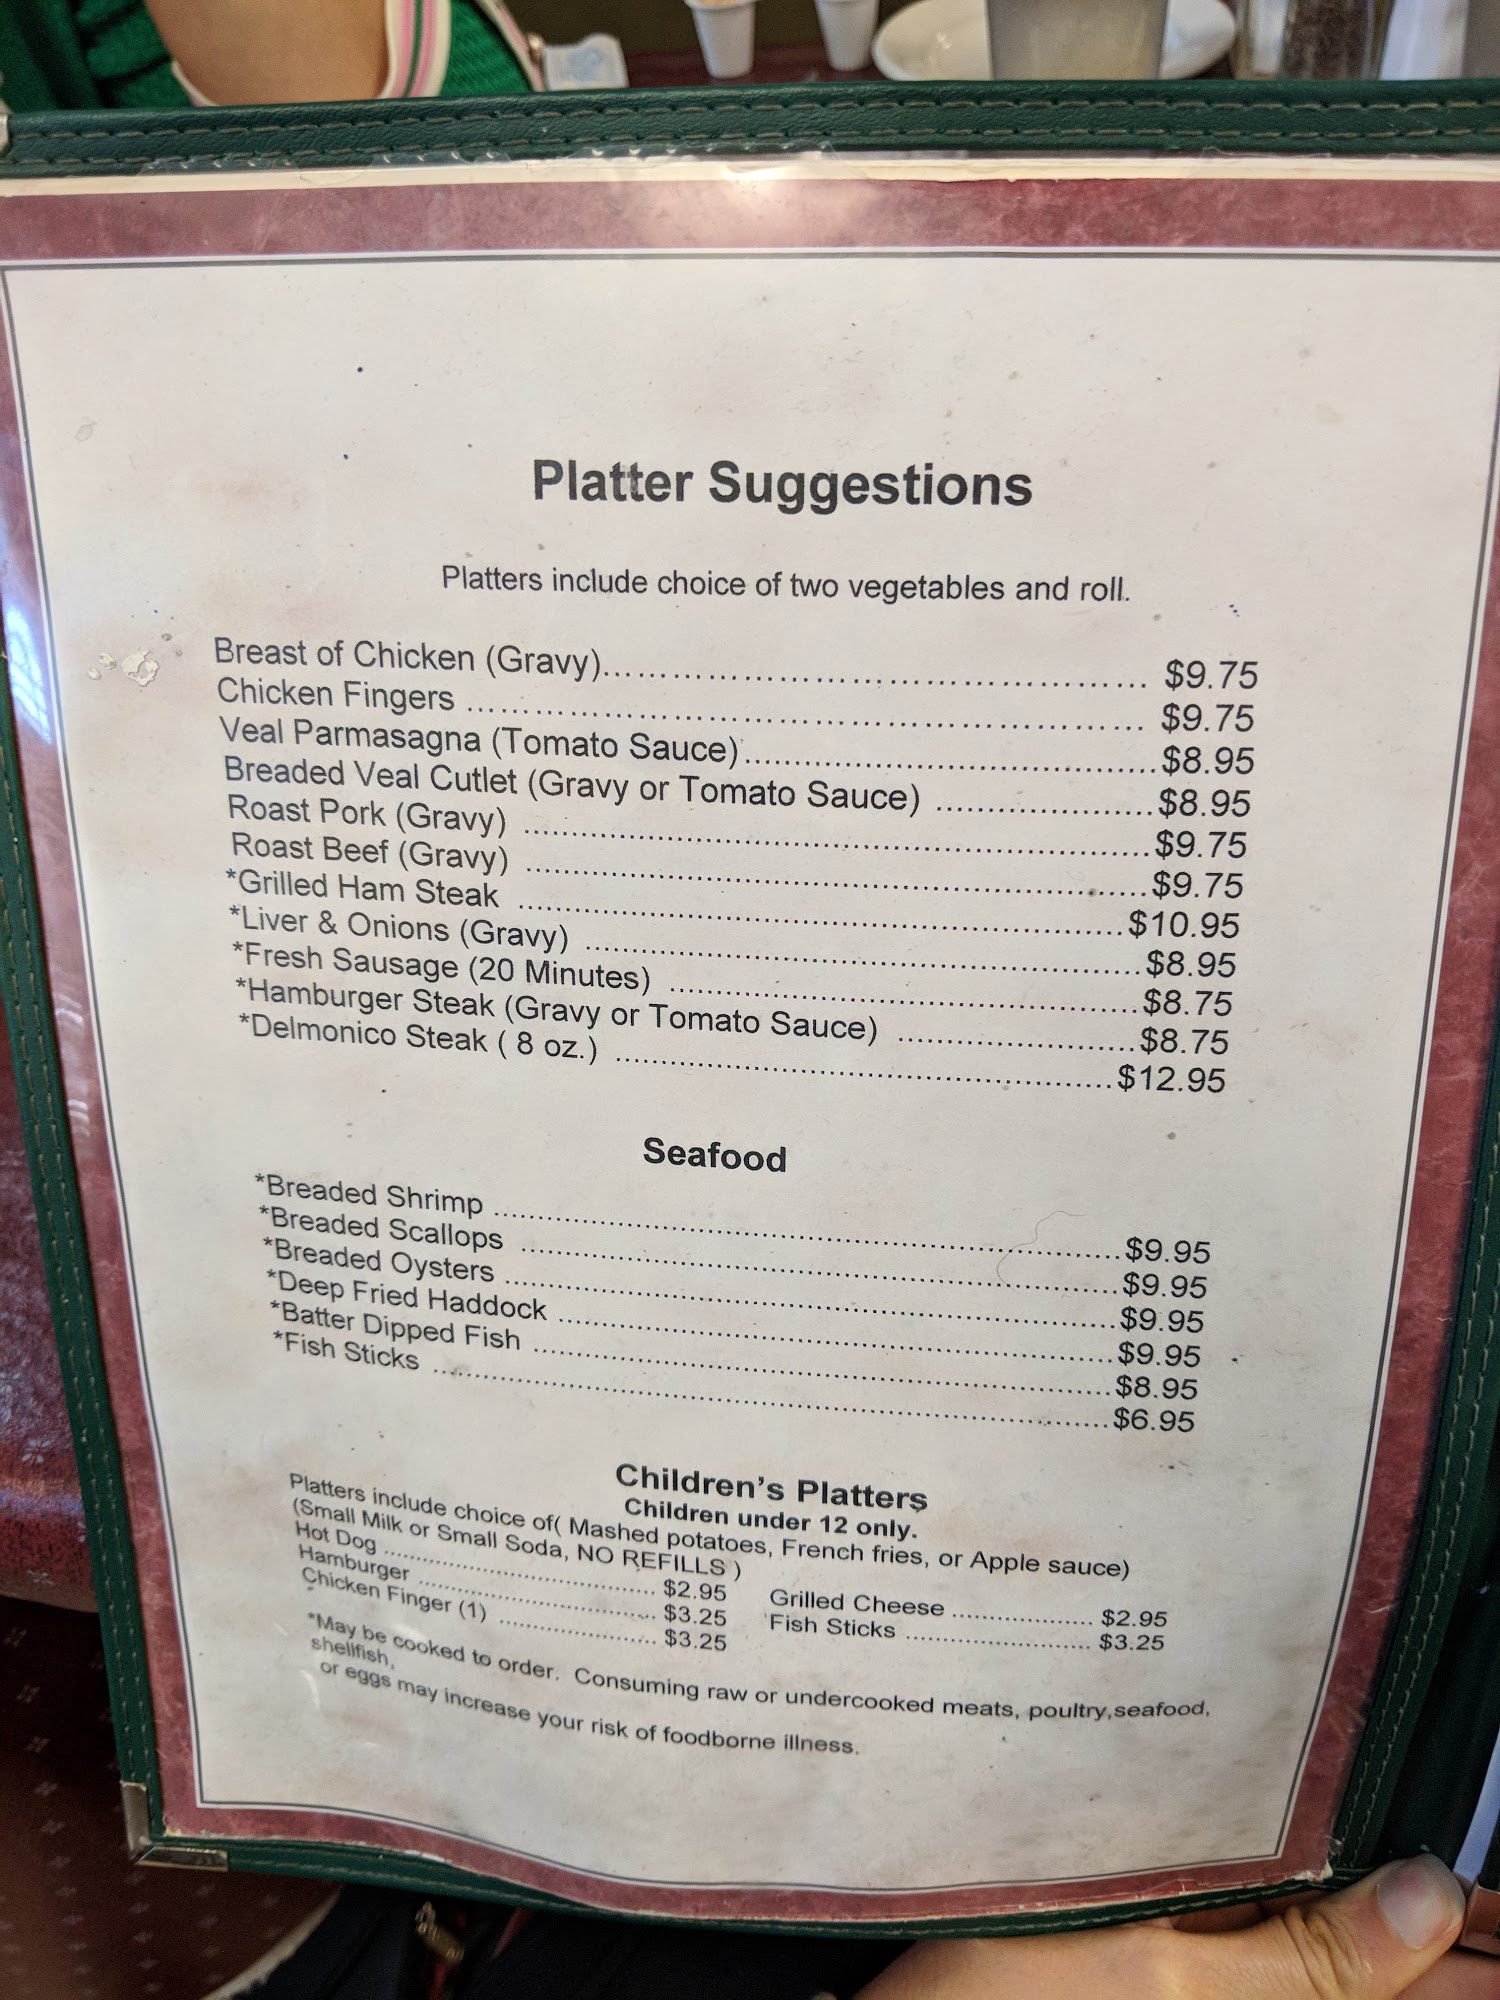 Platter Suggestions
Platters include choice of two vegetables and roll.
Breast of Chicken (Gravy)........................................ $9.75
Chicken Fingers ........................................ $9.75
Veal Parmasagna (Tomato Sauce)........................................$8.95
Breaded Veal Cutlet (Gravy or Tomato Sauce) ....................$8.95
Roast Pork (Gravy) ........................................$9.75
Roast Beef (Gravy) ........................................$9.75
*Grilled Ham Steak ........................................$10.95
*Liver & Onions (Gravy) ........................................$8.95
*Fresh Sausage (20 Minutes) ........................................$8.75
*Hamburger Steak (Gravy or Tomato Sauce) ....................$8.75
*Delmonico Steak ( 8 oz.) ........................................$12.95
Seafood
*Breaded Shrimp ........................................$9.95
*Breaded Scallops ........................................$9.95
*Breaded Oysters ........................................$9.95
*Deep Fried Haddock ........................................$9.95
*Batter Dipped Fish ........................................$8.95
*Fish Sticks ........................................$6.95
Children's Platters
Children under 12 only.
Platters include choice of( Mashed potatoes, French fries, or Apple sauce)
(Small Milk or Small Soda, NO REFILLS )
Hot Dog .............................. $2.95
Hamburger .............................. $3.25
Chicken Finger (1) .................... $3.25
Grilled Cheese .................... $2.95
Fish Sticks .................... $3.25
*May be cooked to order. Consuming raw or undercooked meats, poultry,seafood,
shellfish,
or eggs may increase your risk of foodborne illness.